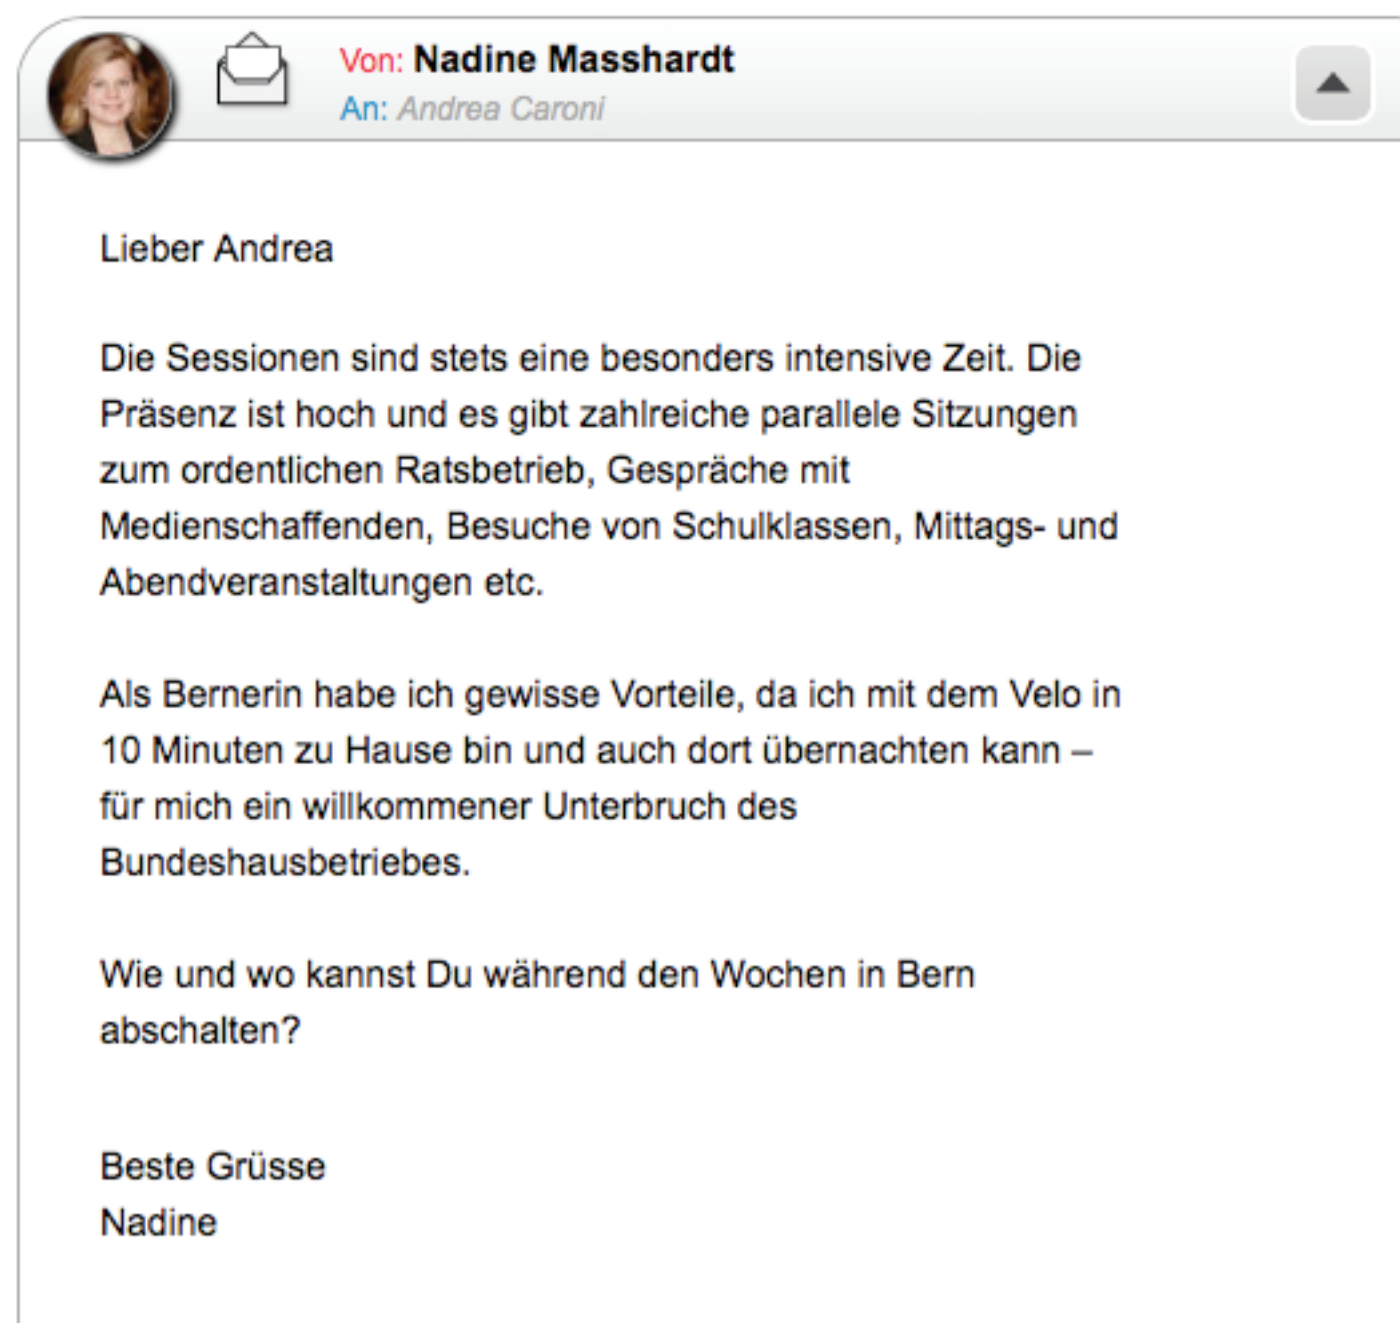 Von: Nadine Masshardt
An: Andrea Caroni
Lieber Andrea
Die Sessionen sind stets eine besonders intensive Zeit. Die
Präsenz ist hoch und es gibt zahlreiche parallele Sitzungen
zum ordentlichen Ratsbetrieb, Gespräche mit
Medienschaffenden, Besuche von Schulklassen, Mittags- und
Abendveranstaltungen etc.
Als Bernerin habe ich gewisse Vorteile, da ich mit dem Velo in
10 Minuten zu Hause bin und auch dort übernachten kann –
für mich ein willkommener Unterbruch des
Bundeshausbetriebes.
Wie und wo kannst Du während den Wochen in Bern
abschalten?
Beste Grüsse
Nadine